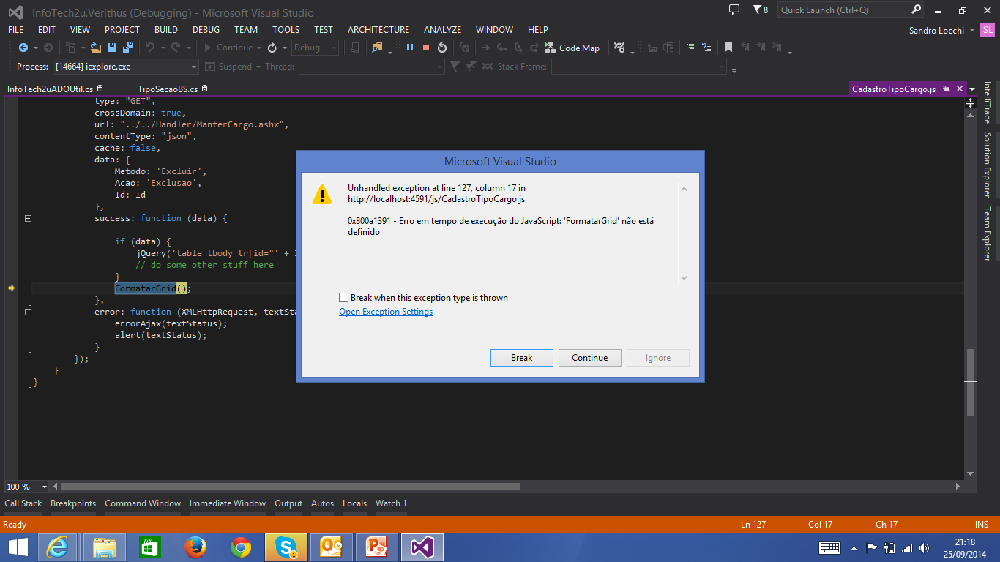 InfoTech2u.Verithus (Debugging) - Microsoft Visual Studio
8
Quick Launch (Ctrl+Q)
FILE EDIT VIEW PROJECT BUILD DEBUG TEAM TOOLS TEST ARCHITECTURE ANALYZE WINDOW HELP
Sandro Locchi SL
Continue Debug Code Map
Process: [14664] iexplore.exe Suspend Thread: Stack Frame:
InfoTech2uADOUtil.cs TipoSecaoBS.cs CadastroTipoCargo.js
type: "GET",
crossDomain: true,
url: "../../Handler/ManterCargo.ashx",
contentType: "json",
cache: false,
data: {
Metodo: 'Excluir',
Acao: 'Exclusao',
Id: Id
},
success: function (data) {
if (data) {
jQuery('table tbody tr[id="' +
// do some other stuff here
}
FormatarGrid();
},
error: function (XMLHttpRequest, textSta
errorAjax(textStatus);
alert(textStatus);
}
});
}
}
Microsoft Visual Studio
Unhandled exception at line 127, column 17 in
http://localhost:4591/js/CadastroTipoCargo.js
0x800a1391 - Erro em tempo de execução do JavaScript: 'FormatarGrid' não está
definido
Break when this exception type is thrown
Open Exception Settings
Break Continue Ignore
IntelliTrace
Solution Explorer
Team Explorer
100 %
Call Stack Breakpoints Command Window Immediate Window Output Autos Locals Watch 1
Ready Ln 127 Col 17 Ch 17 INS
1
21:18
25/09/2014